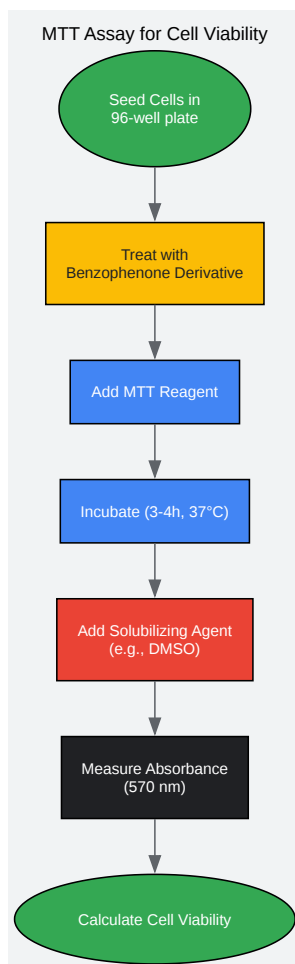 MTT Assay for Cell Viability
Seed Cells in
96-well plate
Treat with
Benzophenone Derivative
Add MTT Reagent
Incubate (3-4h, 37°C)
Add Solubilizing Agent
(e.g., DMSO)
Measure Absorbance
(570 nm)
Calculate Cell Viability